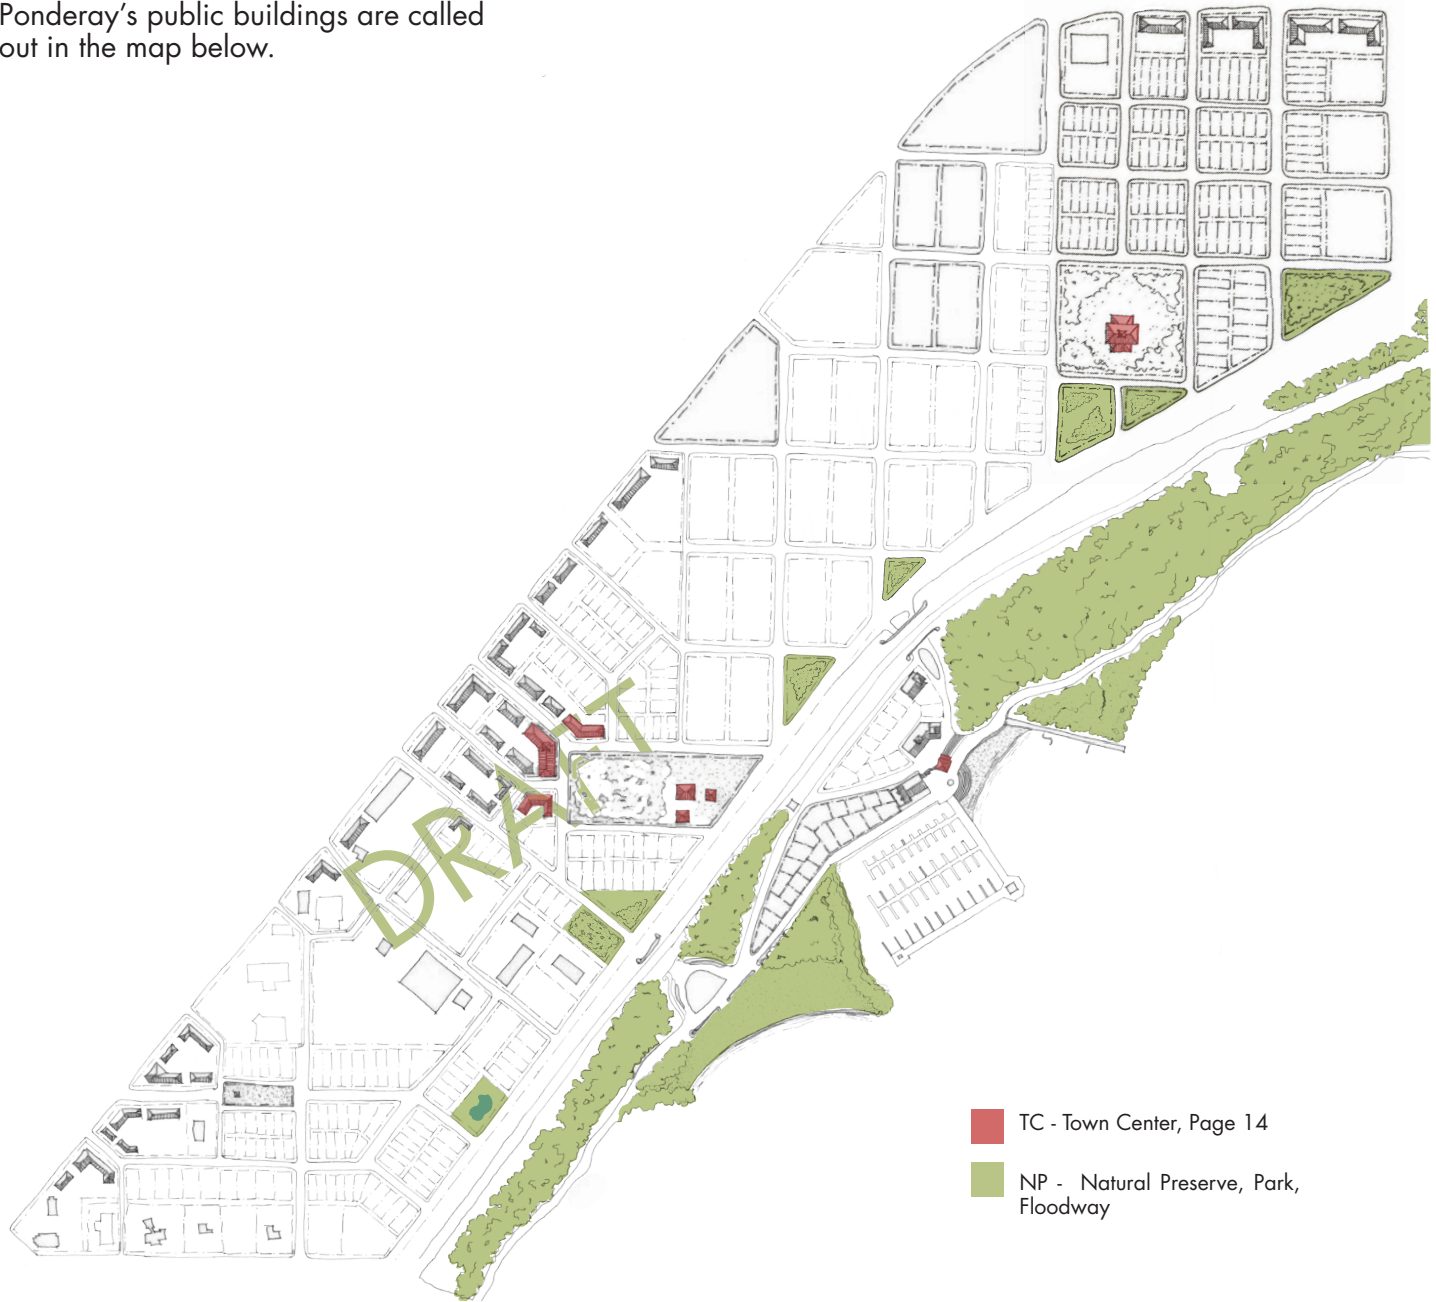 Ponderay's public buildings are called
out in the map below.
DRAFT
TC - Town Center, Page 14
NP - Natural Preserve, Park,
Floodway